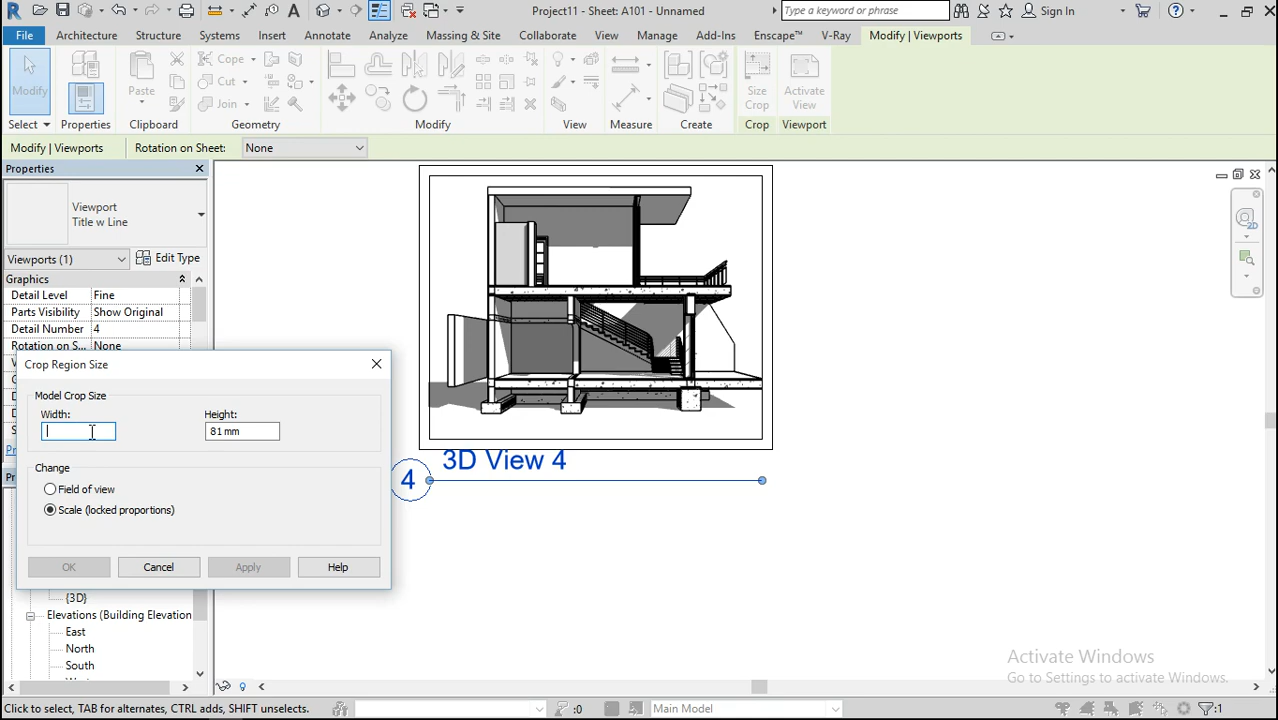 Project11 - Sheet: A101 - Unnamed
Type a keyword or phrase
Sign In
File Architecture Structure Systems Insert Annotate Analyze Massing & Site Collaborate View Manage Add-Ins Enscape™ V-Ray Modify | Viewports
Modify
Paste
Cope
Cut
Join
Size Crop
Activate View
Select Properties Clipboard Geometry Modify View Measure Create Crop Viewport
Modify | Viewports Rotation on Sheet: None
Properties
Viewport
Title w Line
Viewports (1) Edit Type
Graphics
Detail Level Fine
Parts Visibility Show Original
Detail Number 4
Rotation on S... None
Crop Region Size
Model Crop Size
Width: Height:
81 mm
Change
Field of view
Scale (locked proportions)
OK Cancel Apply Help
{3D}
Elevations (Building Elevation
East
North
South
4 3D View 4
2D
Activate Windows
Go to Settings to activate Windows.
Click to select, TAB for alternates, CTRL adds, SHIFT unselects. :0 Main Model :1